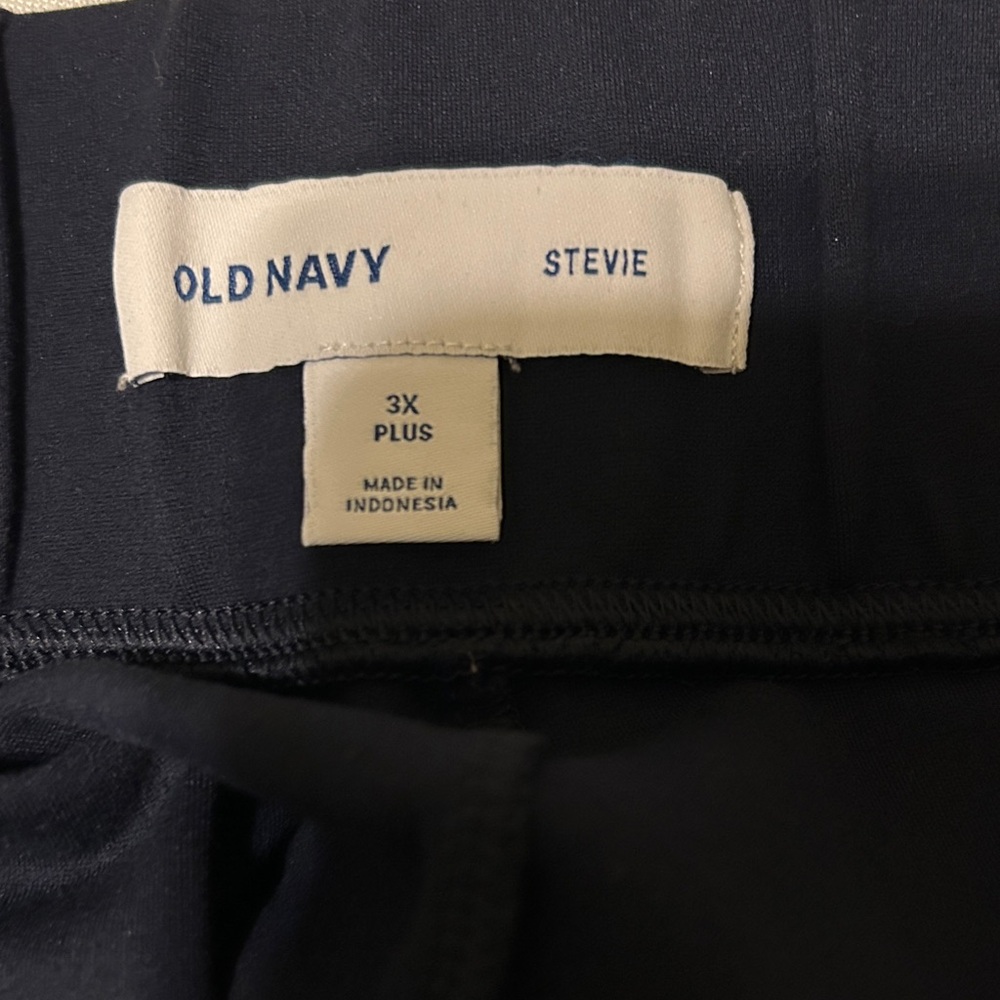 OLD NAVY STEVIE
3X
PLUS
MADE IN
INDONESIA